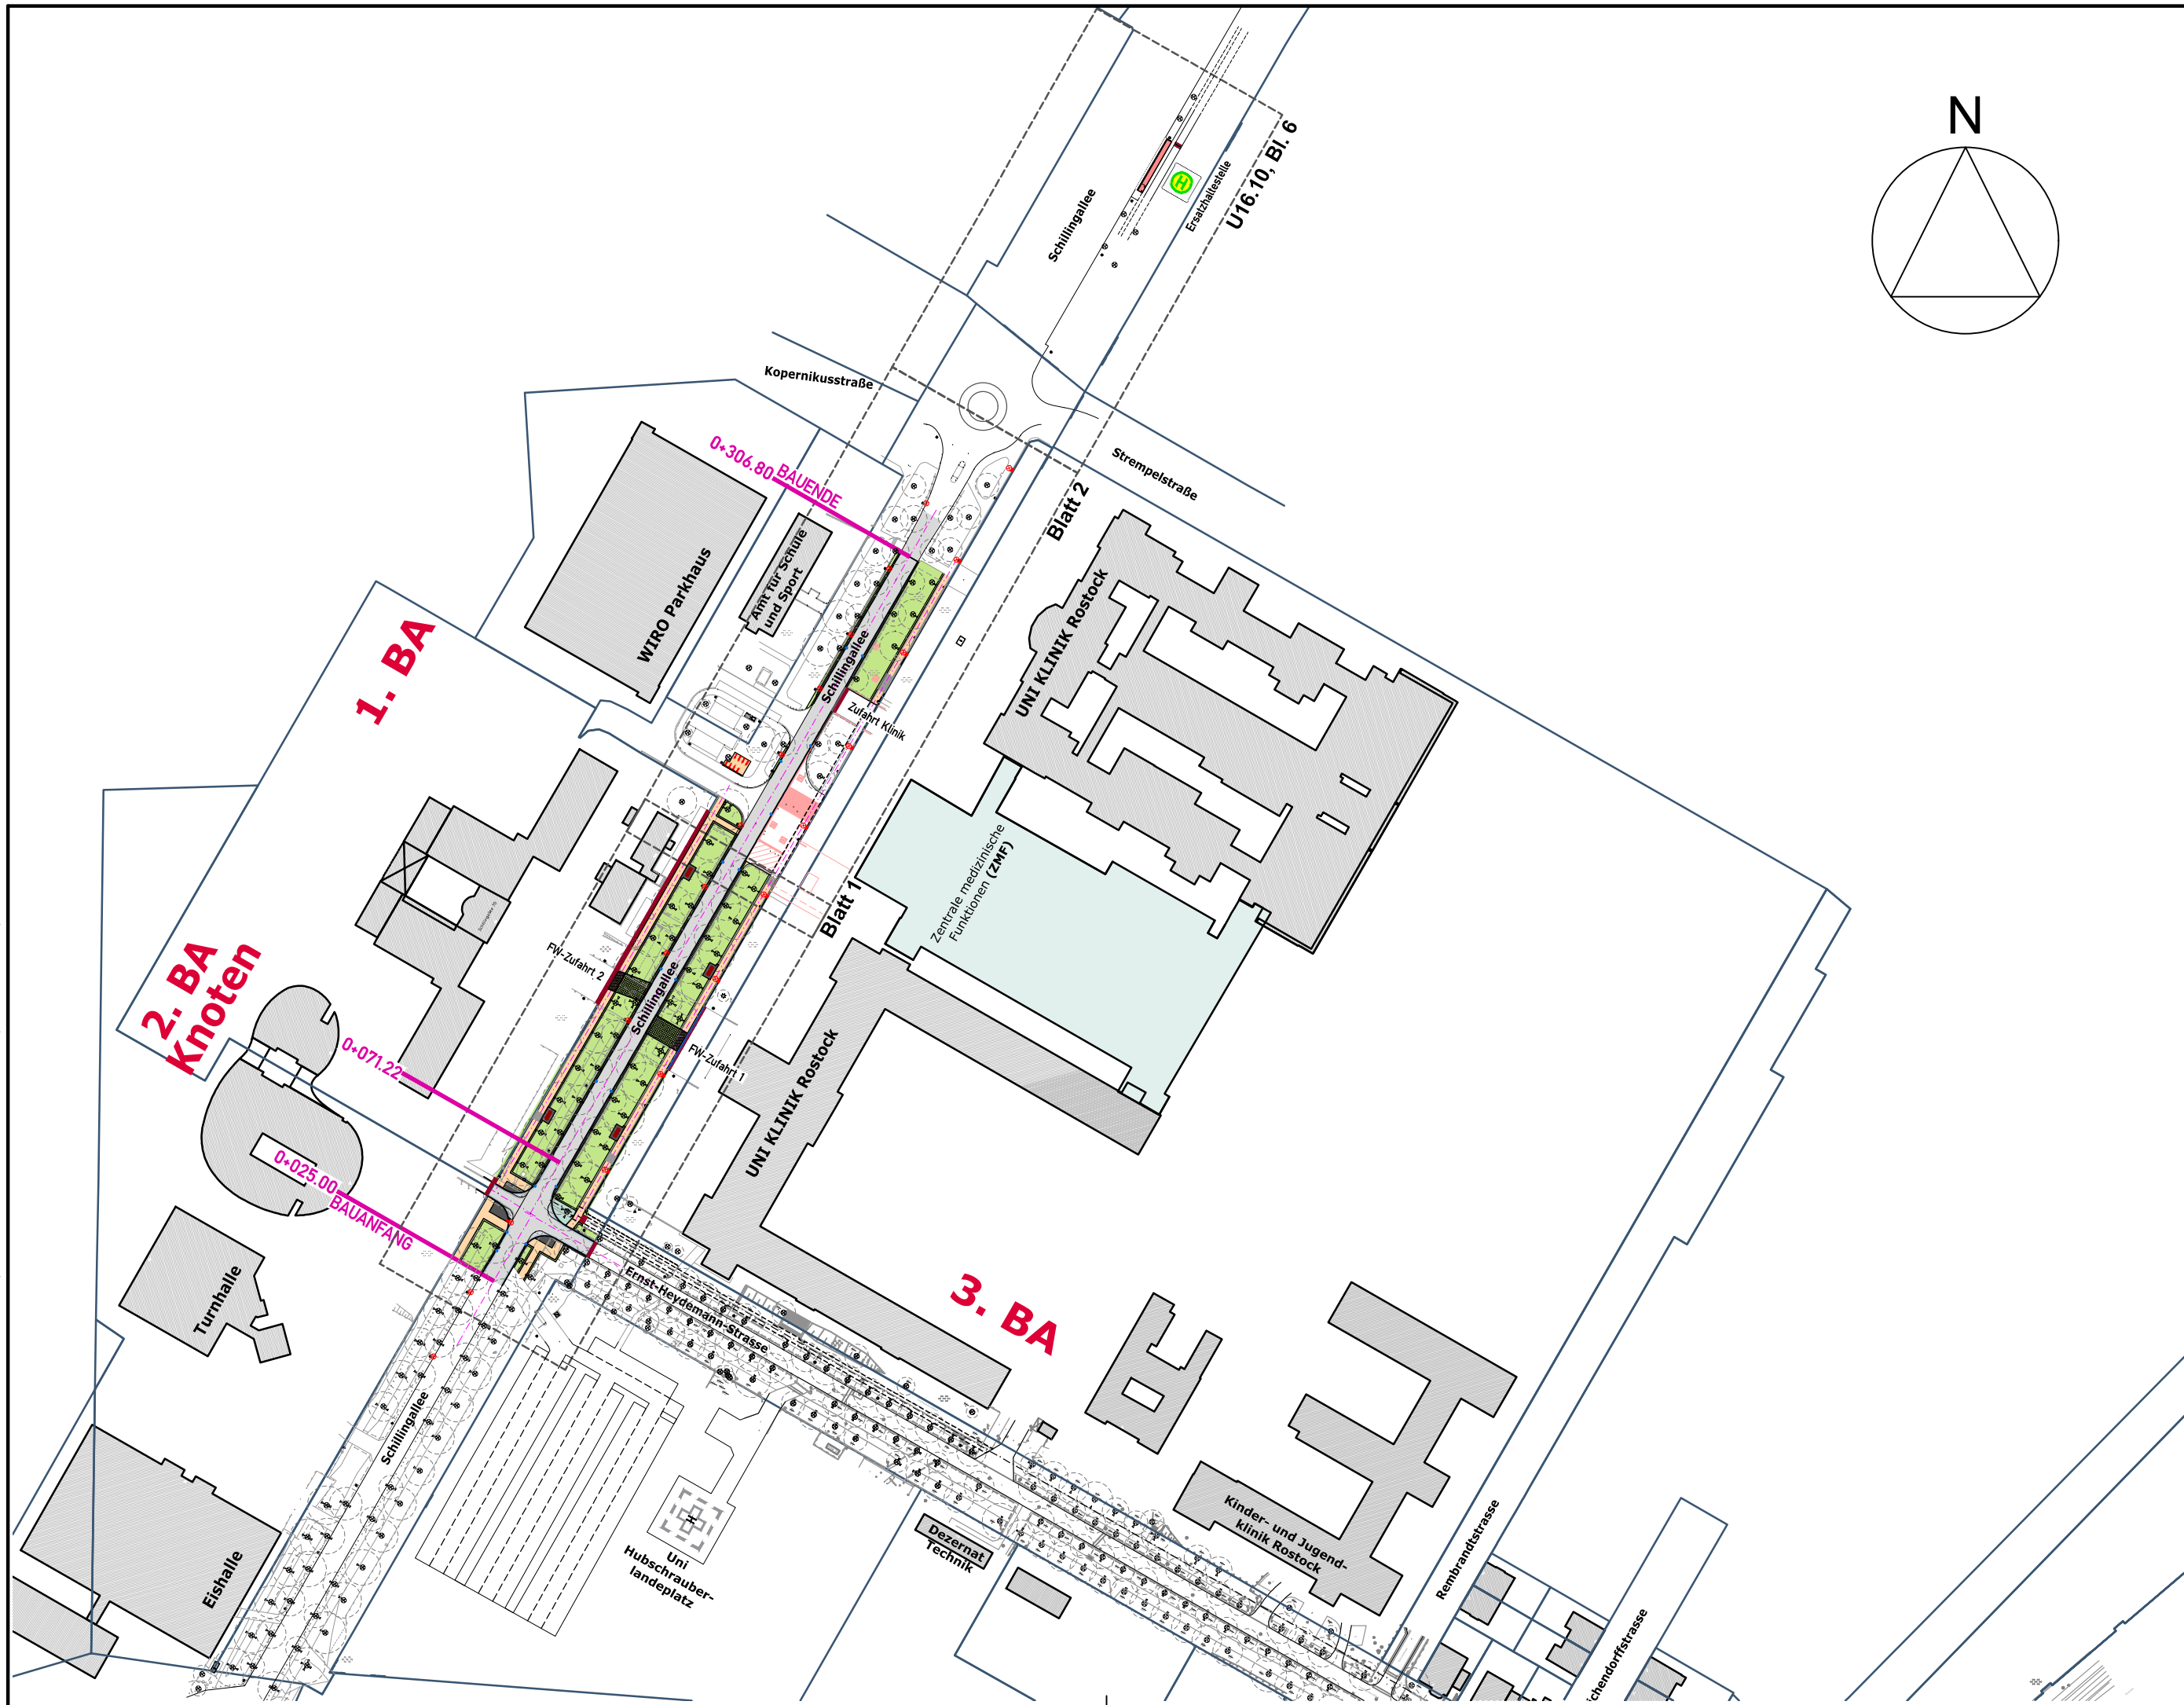 N
U16.10, Bl. 6
Ersatzhaltestelle
H
Schillingallee
Kopernikusstraße
Strempelstraße
0+306.80
BAUENDE
Blatt 2
WIRO Parkhaus
Amt für Schule
und Sport
UNI KLINIK Rostock
1. BA
Schillingallee
Zufahrt Klinik
Zentrale medizinische
Funktionen (ZMF)
Blatt 1
2. BA
Knoten
FW-Zufahrt 2
Schillingallee
FW-Zufahrt 1
0+071.22
UNI KLINIK Rostock
0+025.00
BAUANFANG
Turnhalle
Ernst-Heydemann-Strasse
3. BA
Schillingallee
Eishalle
H
Uni
Hubschrauber-
landeplatz
Dezernat
Technik
Kinder- und Jugend-
klinik Rostock
Rembrandtstrasse
chendorffstrasse